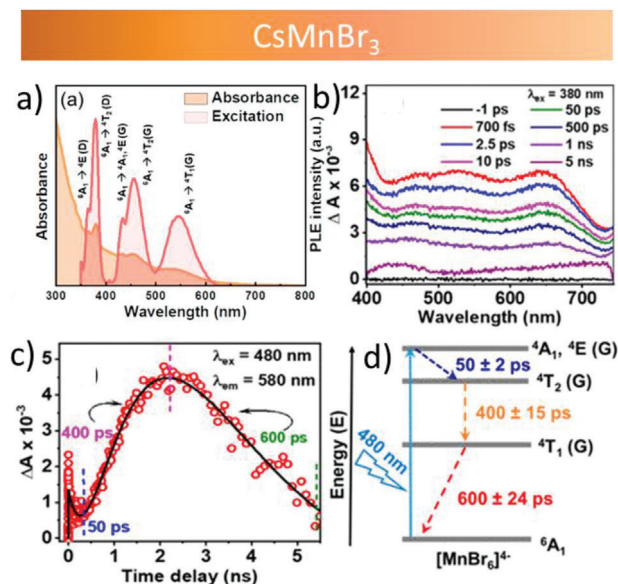 CsMnBr₃
a)
(a)
Absorbance
Excitation
⁶A₁ → ⁴E (D)
⁶A₁ → ⁴T₂ (D)
⁶A₁ → ⁴A₁, ⁴E (G)
⁶A₁ → ⁴T₂(G)
⁶A₁ → ⁴T₁(G)
Absorbance
PLE intensity (a.u.)
300 400 500 600 700 800
Wavelength (nm)
b)
λex = 380 nm
-1 ps 50 ps
700 fs 500 ps
2.5 ps 1 ns
10 ps 5 ns
Δ A x 10⁻³
9
6
3
0
400 500 600 700
Wavelength (nm)
c)
λex = 480 nm
λem = 580 nm
400 ps
600 ps
50 ps
ΔA x 10⁻³
5
4
3
2
1
0
0 1 2 3 4 5
Time delay (ns)
d)
Energy (E)
⁴A₁, ⁴E (G)
50 ± 2 ps
⁴T₂ (G)
400 ± 15 ps
480 nm
⁴T₁ (G)
600 ± 24 ps
⁶A₁
[MnBr₆]⁴⁻